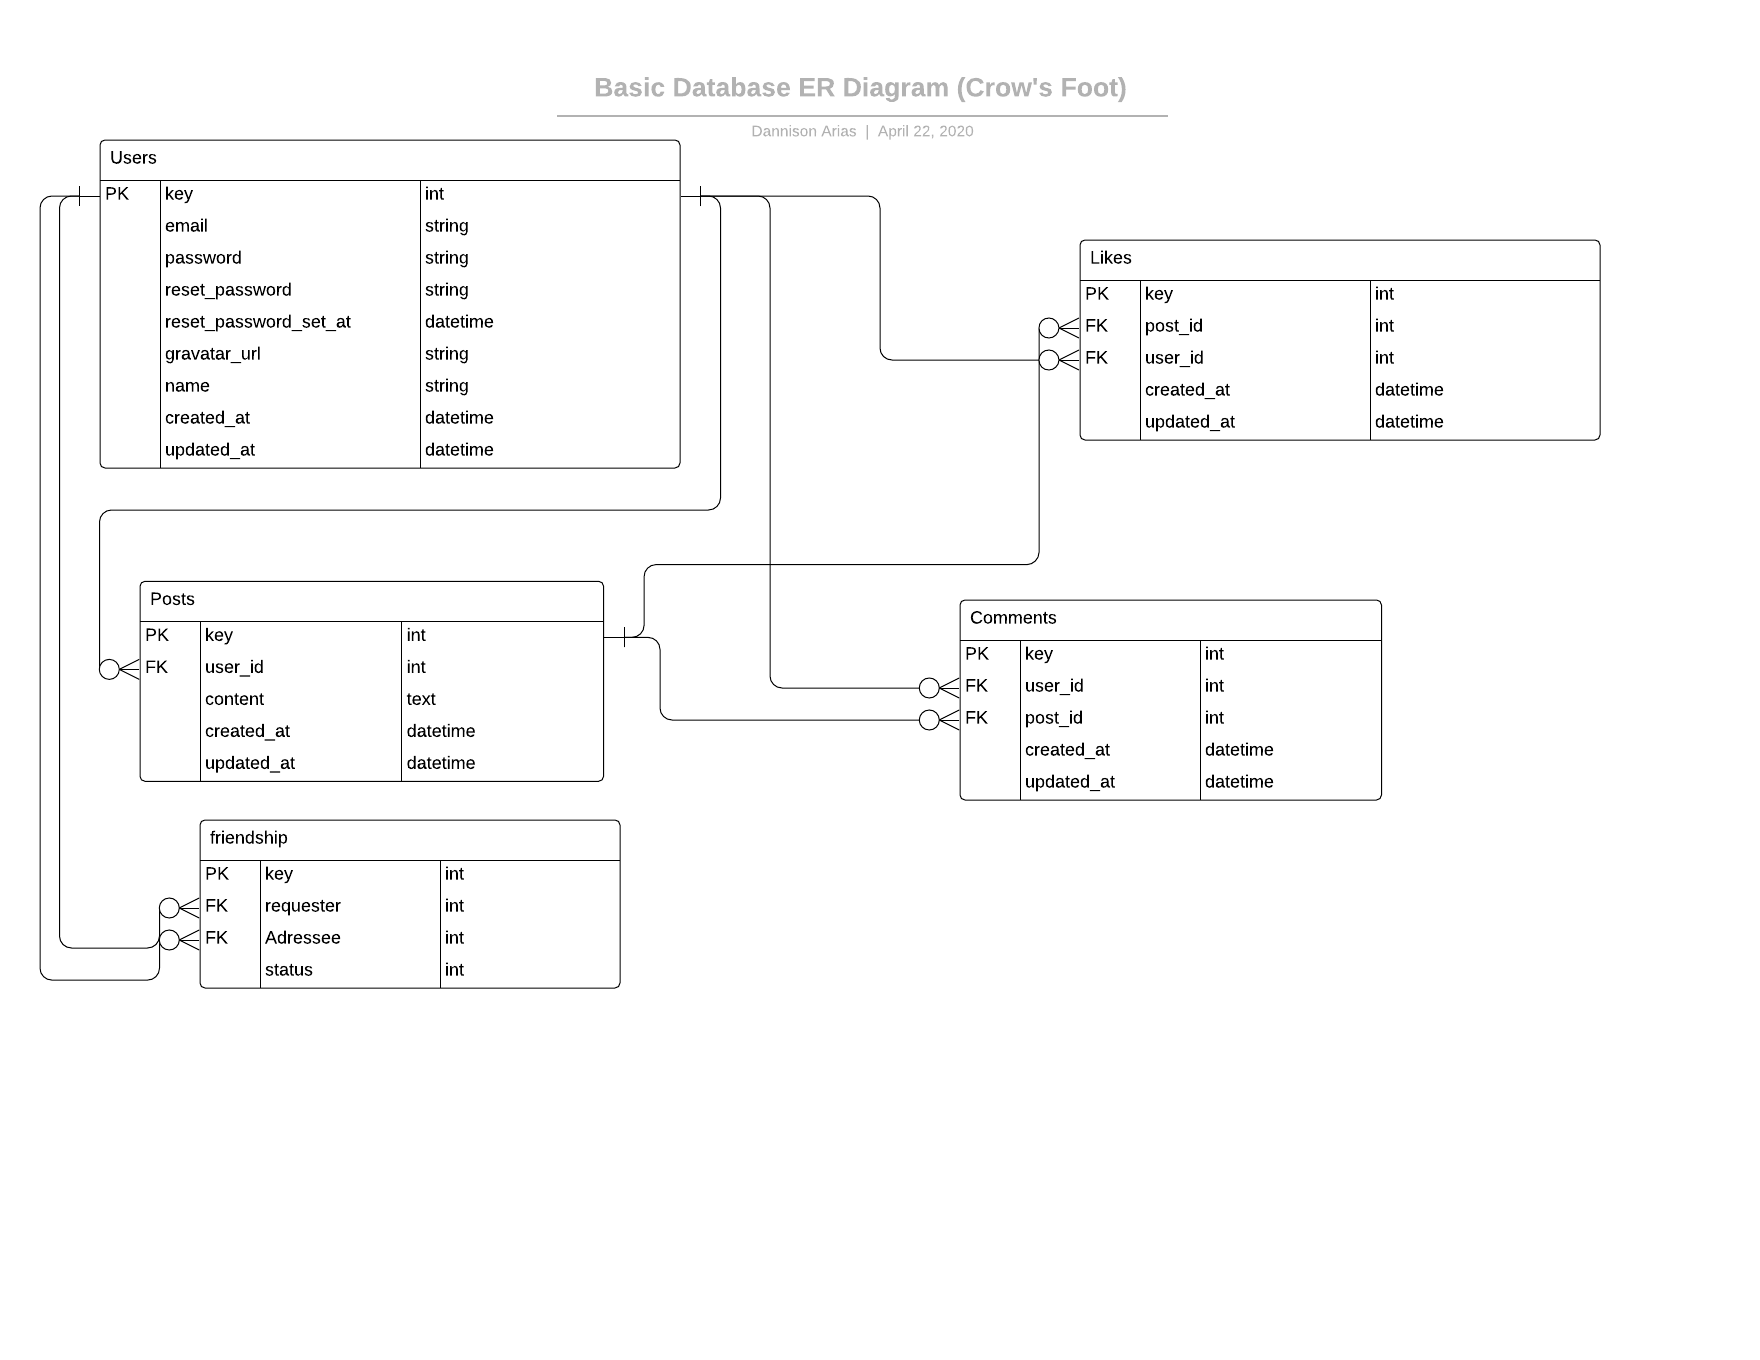 Basic Database ER Diagram (Crow's Foot)
Dannison Arias | April 22, 2020
Users
PK key int
email string
password string
reset_password string
reset_password_set_at datetime
gravatar_url string
name string
created_at datetime
updated_at datetime
Likes
PK key int
FK post_id int
FK user_id int
created_at datetime
updated_at datetime
Posts
PK key int
FK user_id int
content text
created_at datetime
updated_at datetime
Comments
PK key int
FK user_id int
FK post_id int
created_at datetime
updated_at datetime
friendship
PK key int
FK requester int
FK Adressee int
status int